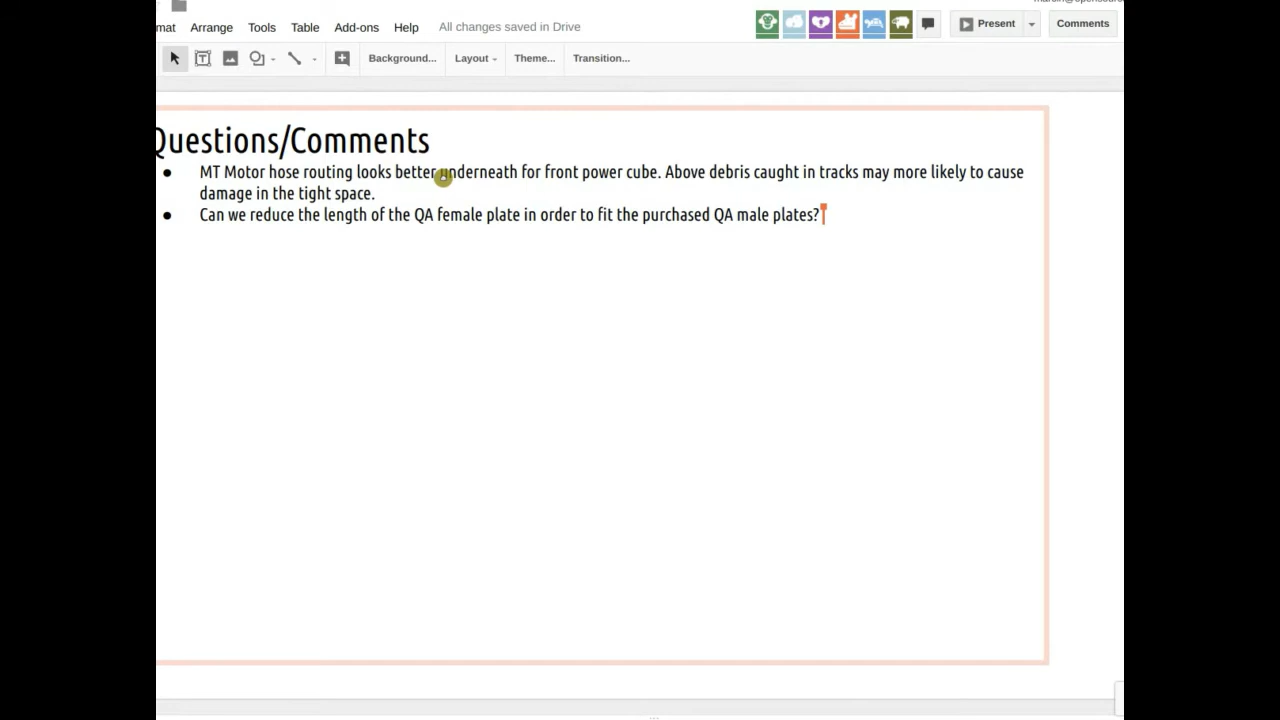 mat Arrange Tools Table Add-ons Help All changes saved in Drive Present Comments
Background... Layout Theme... Transition...
Questions/Comments
● MT Motor hose routing looks better underneath for front power cube. Above debris caught in tracks may more likely to cause
damage in the tight space.
● Can we reduce the length of the QA female plate in order to fit the purchased QA male plates?